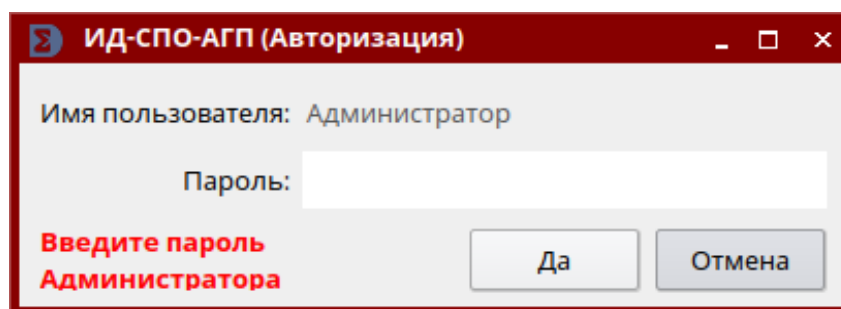 ИД-СПО-АГП (Авторизация)
Имя пользователя: Администратор
Пароль:
Введите пароль
Администратора
Да
Отмена